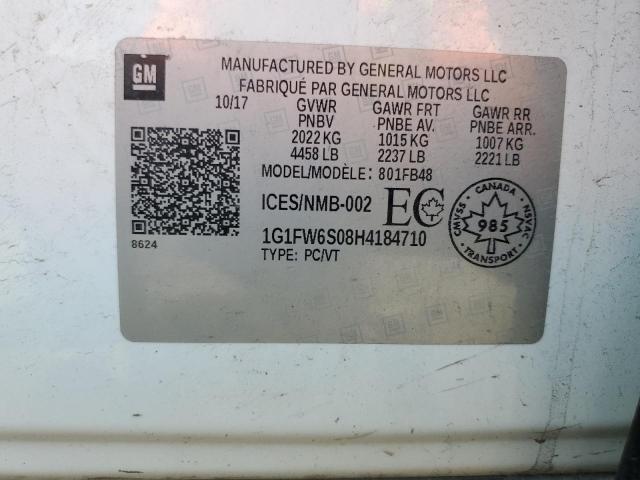 GM
MANUFACTURED BY GENERAL MOTORS LLC
FABRIQUÉ PAR GENERAL MOTORS LLC
10/17 GVWR GAWR FRT GAWR RR
PNBV PNBE AV. PNBE ARR.
2022 KG 1015 KG 1007 KG
4458 LB 2237 LB 2221 LB
MODEL/MODÈLE: 801FB48
ICES/NMB-002 EC
CANADA
CMVSS 985 NSVAC
8624
1G1FW6S08H4184710
TYPE: PC/VT